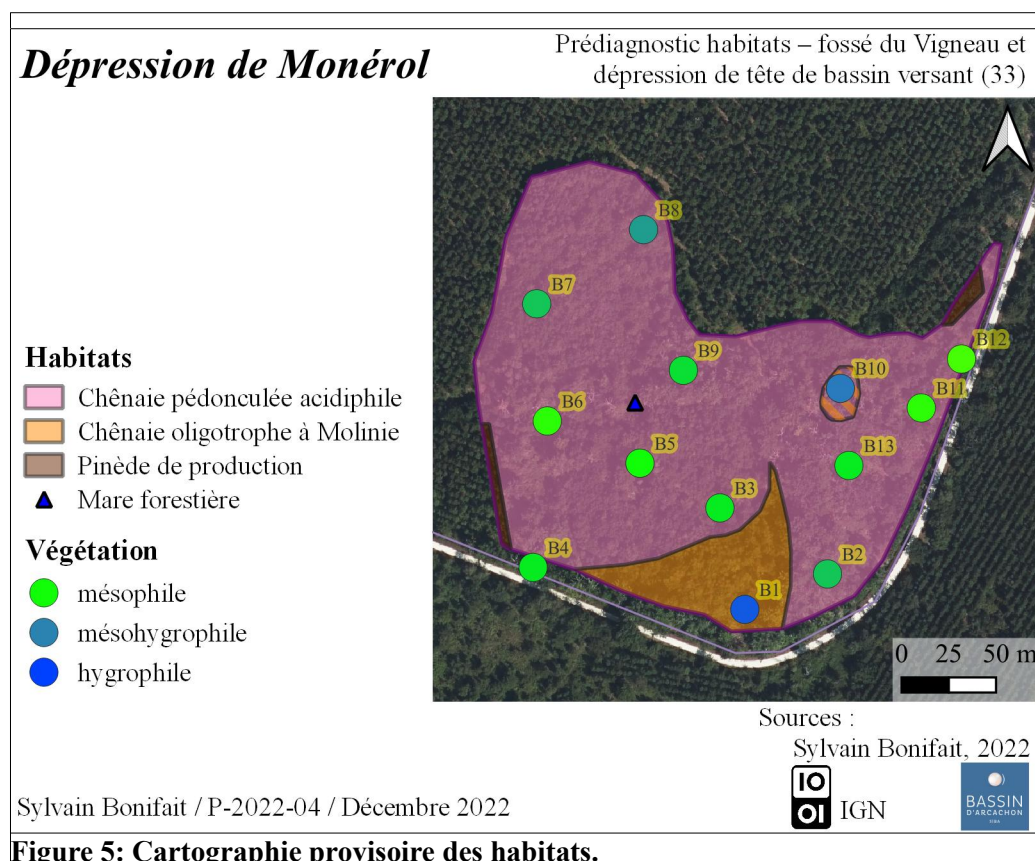 Dépression de Monérol
Prédiagnostic habitats – fossé du Vigneau et
dépression de tête de bassin versant (33)
B8
B7
B9
B12
B10
B11
B6
B5
B13
B3
B4
B2
B1
Habitats
Chênaie pédonculée acidiphile
Chênaie oligotrophe à Molinie
Pinède de production
Mare forestière
Végétation
mésophile
mésohygrophile
hygrophile
0 25 50 m
Sources :
Sylvain Bonifait, 2022
IGN
BASSIN
D'ARCACHON
SIBA
Sylvain Bonifait / P-2022-04 / Décembre 2022
Figure 5: Cartographie provisoire des habitats.